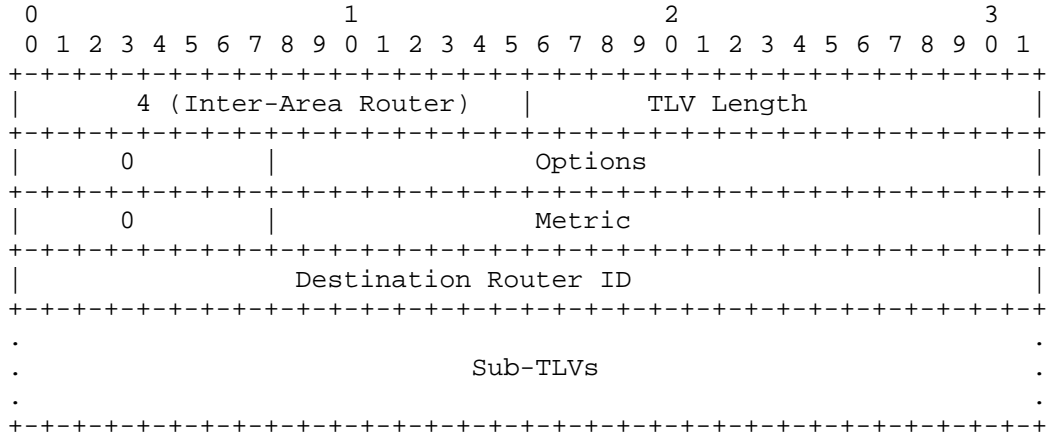 0                   1                   2                   3
 0 1 2 3 4 5 6 7 8 9 0 1 2 3 4 5 6 7 8 9 0 1 2 3 4 5 6 7 8 9 0 1
+-+-+-+-+-+-+-+-+-+-+-+-+-+-+-+-+-+-+-+-+-+-+-+-+-+-+-+-+-+-+-+-+
|       4 (Inter-Area Router)   |       TLV Length              |
+-+-+-+-+-+-+-+-+-+-+-+-+-+-+-+-+-+-+-+-+-+-+-+-+-+-+-+-+-+-+-+-+
|      0        |                Options                        |
+-+-+-+-+-+-+-+-+-+-+-+-+-+-+-+-+-+-+-+-+-+-+-+-+-+-+-+-+-+-+-+-+
|      0        |                Metric                         |
+-+-+-+-+-+-+-+-+-+-+-+-+-+-+-+-+-+-+-+-+-+-+-+-+-+-+-+-+-+-+-+-+
|                 Destination Router ID                         |
+-+-+-+-+-+-+-+-+-+-+-+-+-+-+-+-+-+-+-+-+-+-+-+-+-+-+-+-+-+-+-+-+
.                                                               .
.                            Sub-TLVs                           .
.                                                               .
+-+-+-+-+-+-+-+-+-+-+-+-+-+-+-+-+-+-+-+-+-+-+-+-+-+-+-+-+-+-+-+-+